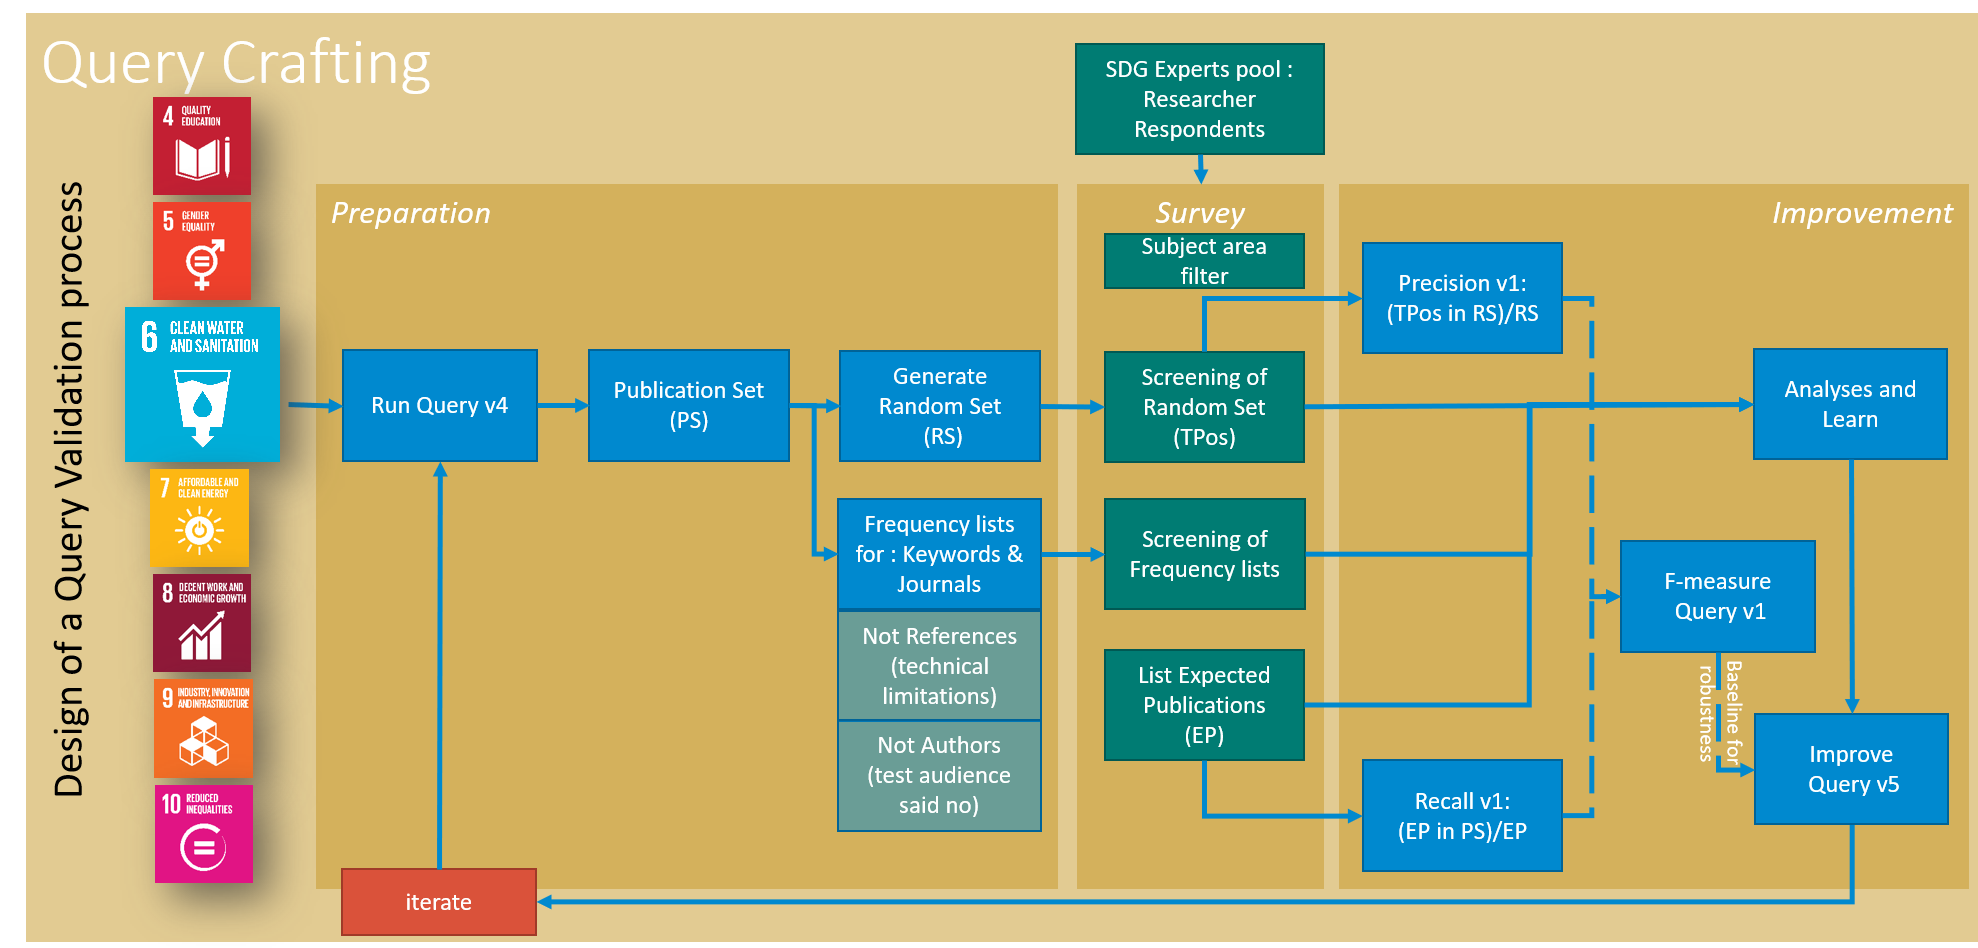 Query Crafting
Design of a Query Validation process
4 QUALITY
EDUCATION
5 GENDER
EQUALITY
6 CLEAN WATER
AND SANITATION
7 AFFORDABLE AND
CLEAN ENERGY
8 DECENT WORK AND
ECONOMIC GROWTH
9 INDUSTRY, INNOVATION
AND INFRASTRUCTURE
10 REDUCED
INEQUALITIES
Preparation
Run Query v4
Publication Set
(PS)
Generate
Random Set
(RS)
Frequency lists
for : Keywords &
Journals
Not References
(technical
limitations)
Not Authors
(test audience
said no)
iterate
SDG Experts pool :
Researcher
Respondents
Survey
Subject area
filter
Screening of
Random Set
(TPos)
Screening of
Frequency lists
List Expected
Publications
(EP)
Improvement
Precision v1:
(TPos in RS)/RS
Recall v1:
(EP in PS)/EP
F-measure
Query v1
Baseline for
robustness
Analyses and
Learn
Improve
Query v5